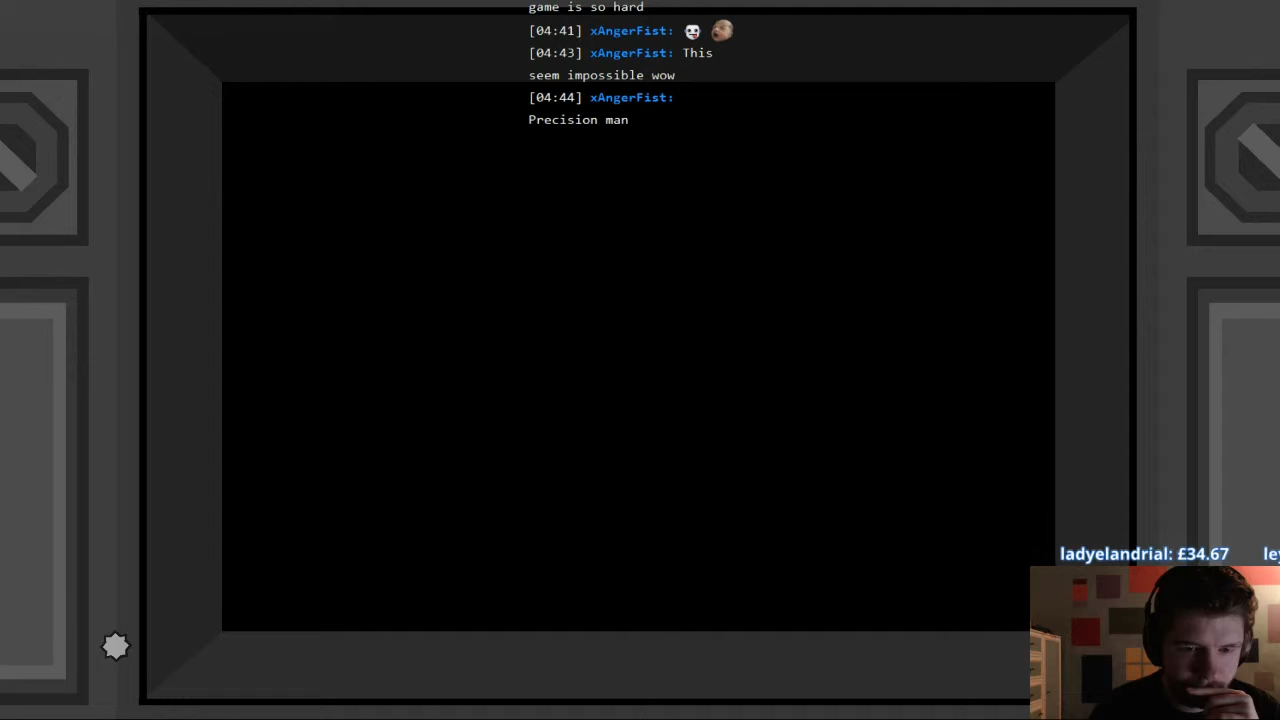 game is so hard
[04:41] xAngerFist:
[04:43] xAngerFist: This
seem impossible wow
[04:44] xAngerFist:
Precision man
ladyelandrial: £34.67